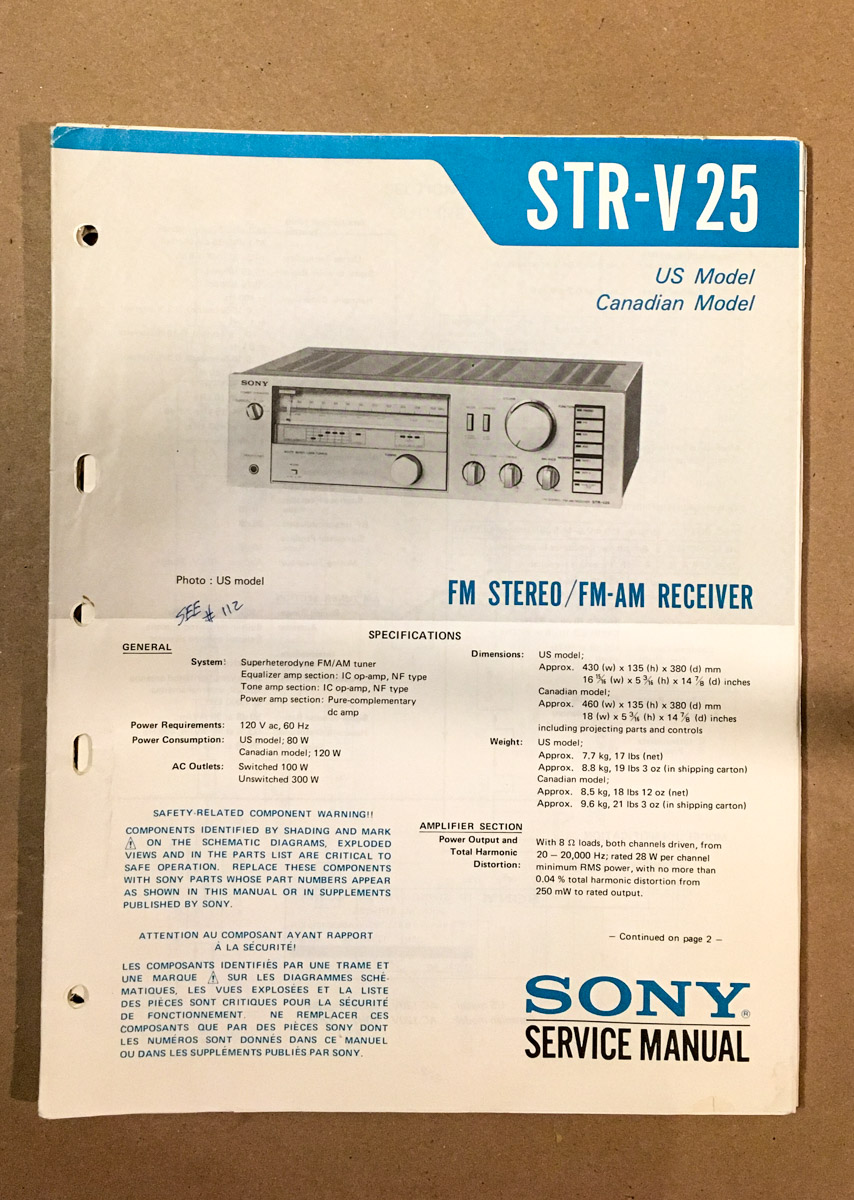 STR-V25
US Model
Canadian Model
SONY
STR-V25
Photo : US model
SEE # 112
FM STEREO/FM-AM RECEIVER
SPECIFICATIONS
GENERAL
System: Superheterodyne FM/AM tuner
Equalizer amp section: IC op-amp, NF type
Tone amp section: IC op-amp, NF type
Power amp section: Pure-complementary
dc amp
Power Requirements: 120 V ac, 60 Hz
Power Consumption: US model; 80 W
Canadian model; 120 W
AC Outlets: Switched 100 W
Unswitched 300 W
SAFETY-RELATED COMPONENT WARNING!!
COMPONENTS IDENTIFIED BY SHADING AND MARK
⚠ ON THE SCHEMATIC DIAGRAMS, EXPLODED
VIEWS AND IN THE PARTS LIST ARE CRITICAL TO
SAFE OPERATION. REPLACE THESE COMPONENTS
WITH SONY PARTS WHOSE PART NUMBERS APPEAR
AS SHOWN IN THIS MANUAL OR IN SUPPLEMENTS
PUBLISHED BY SONY.
ATTENTION AU COMPOSANT AYANT RAPPORT
À LA SÉCURITÉ!
LES COMPOSANTS IDENTIFIÉS PAR UNE TRAME ET
UNE MARQUE ⚠ SUR LES DIAGRAMMES SCHÉ-
MATIQUES, LES VUES EXPLOSÉES ET LA LISTE
DES PIÈCES SONT CRITIQUES POUR LA SÉCURITÉ
DE FONCTIONNEMENT. NE REMPLACER CES
COMPOSANTS QUE PAR DES PIÈCES SONY DONT
LES NUMÉROS SONT DONNÉS DANS CE MANUEL
OU DANS LES SUPPLÉMENTS PUBLIÉS PAR SONY.
Dimensions: US model;
Approx. 430 (w) x 135 (h) x 380 (d) mm
16 15/16 (w) x 5 3/8 (h) x 14 7/8 (d) inches
Canadian model;
Approx. 460 (w) x 135 (h) x 380 (d) mm
18 (w) x 5 3/8 (h) x 14 7/8 (d) inches
including projecting parts and controls
Weight: US model;
Approx. 7.7 kg, 17 lbs (net)
Approx. 8.8 kg, 19 lbs 3 oz (in shipping carton)
Canadian model;
Approx. 8.5 kg, 18 lbs 12 oz (net)
Approx. 9.6 kg, 21 lbs 3 oz (in shipping carton)
AMPLIFIER SECTION
Power Output and Total Harmonic Distortion: With 8 Ω loads, both channels driven, from
20 – 20,000 Hz; rated 28 W per channel
minimum RMS power, with no more than
0.04 % total harmonic distortion from
250 mW to rated output.
– Continued on page 2 –
SONY®
SERVICE MANUAL